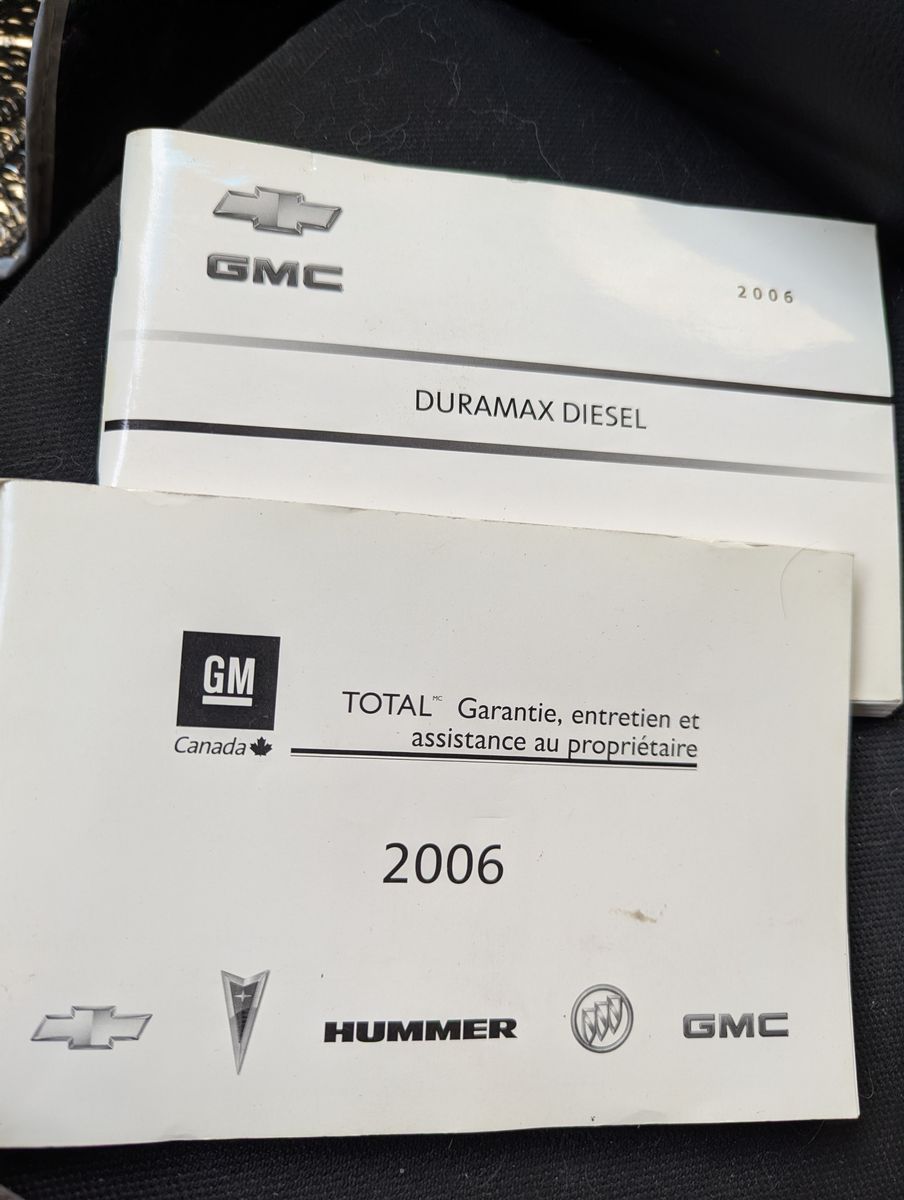 GMC
2006
DURAMAX DIESEL
GM
Canada
TOTAL MC Garantie, entretien et
assistance au propriétaire
2006
HUMMER
GMC